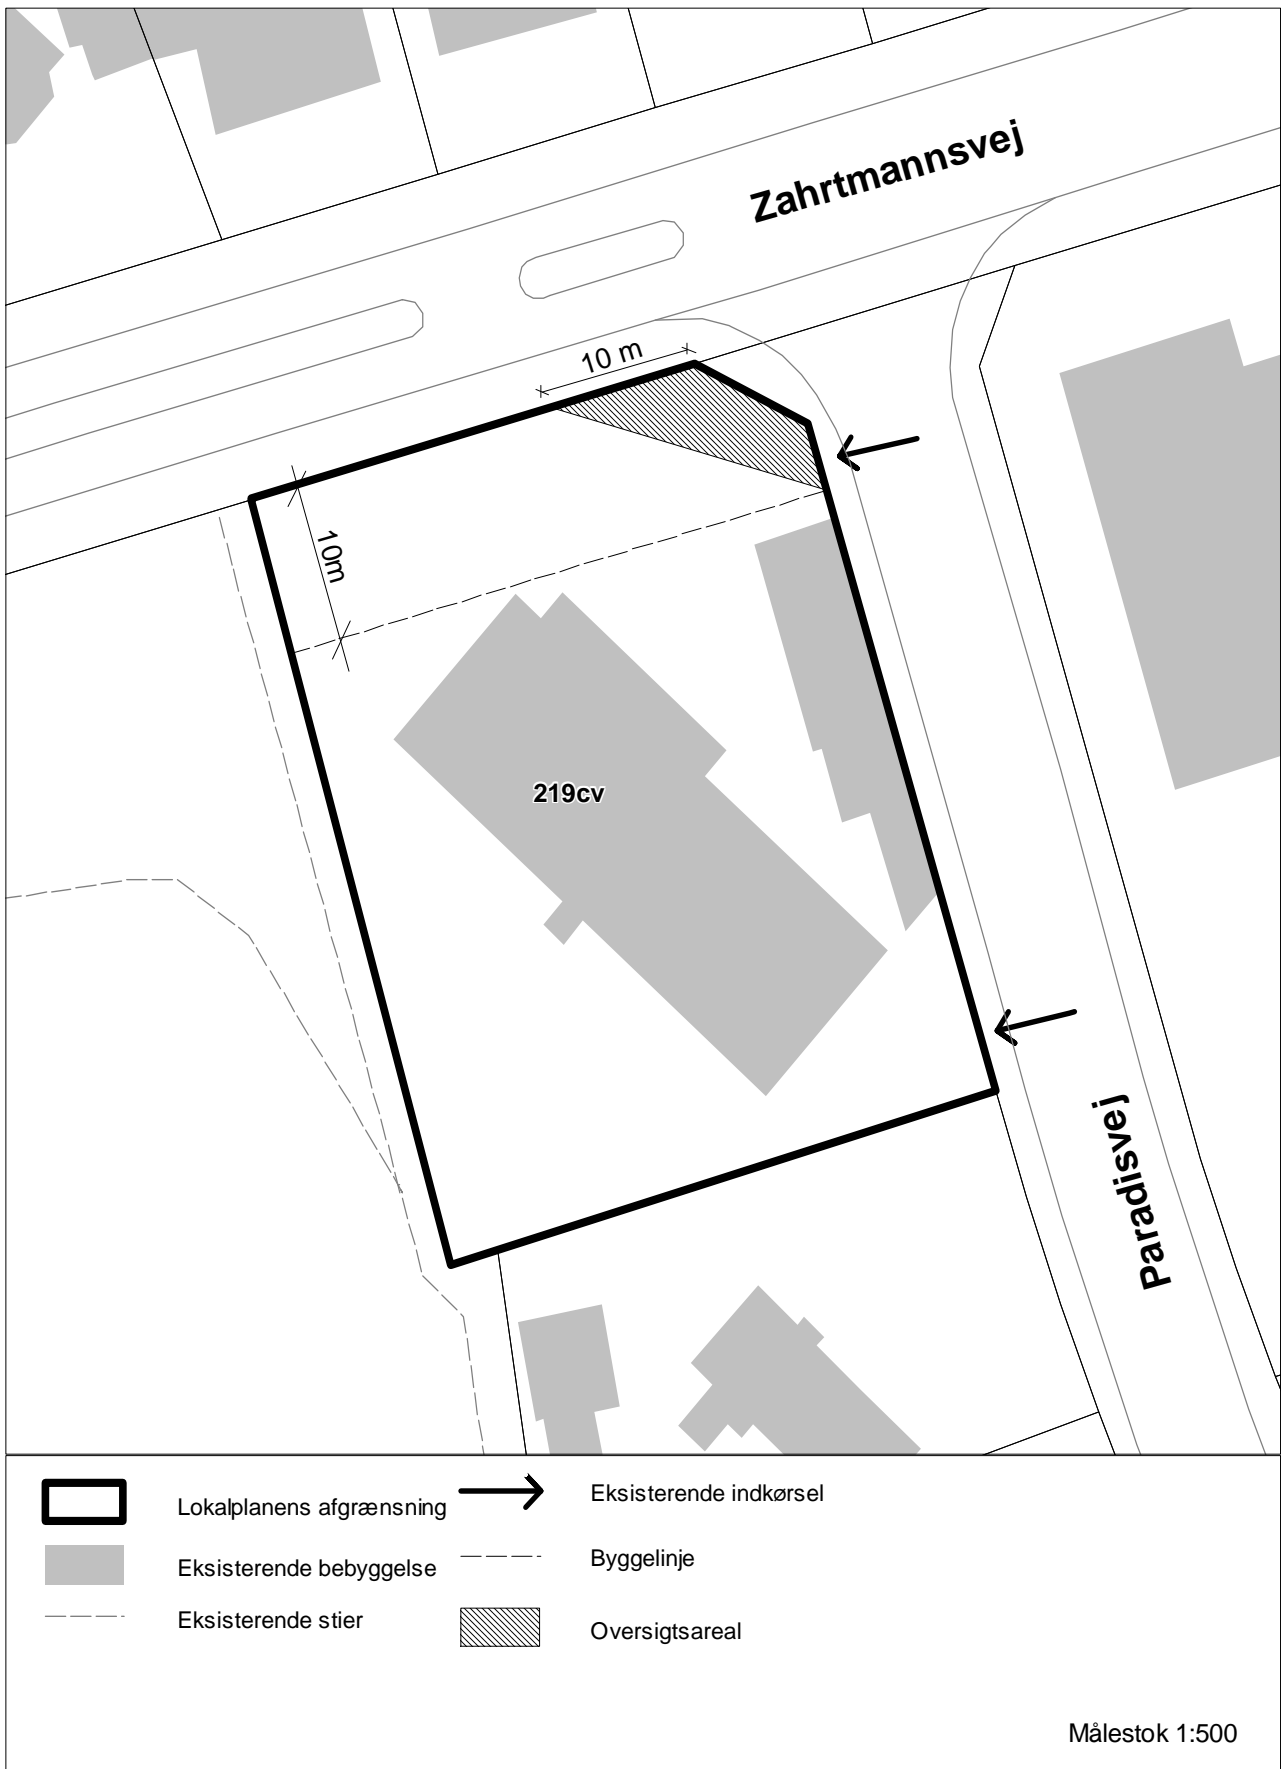 Zahrtmannsvej
10 m
10m
219cv
Paradisvej
Lokalplanens afgrænsning
Eksisterende indkørsel
Eksisterende bebyggelse
Byggelinje
Eksisterende stier
Oversigtsareal
Målestok 1:500